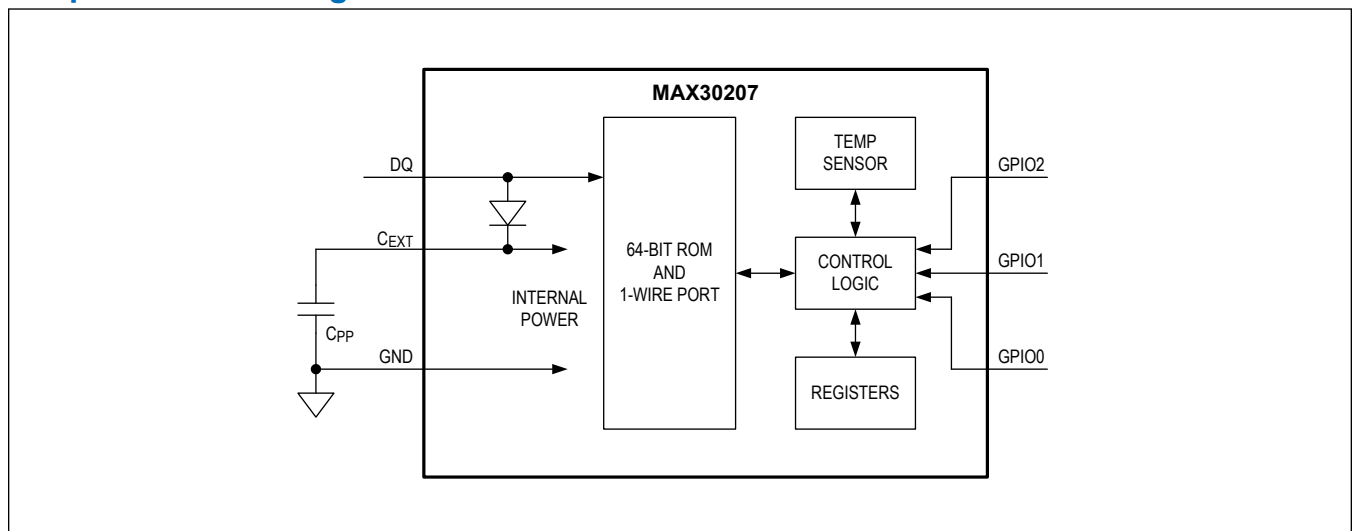 MAX30207
TEMP
SENSOR
DQ
GPIO2
CEXT
64-BIT ROM
AND
1-WIRE PORT
CONTROL
LOGIC
GPIO1
INTERNAL
POWER
CPP
GND
GPIO0
REGISTERS